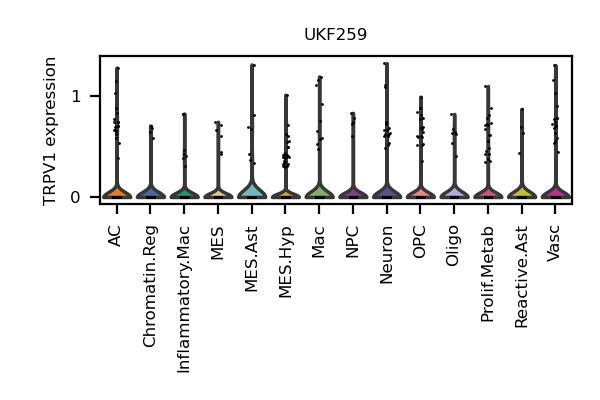 UKF259
TRPV1 expression
1
0
AC
Chromatin.Reg
Inflammatory.Mac
MES
MES.Ast
MES.Hyp
Mac
NPC
Neuron
OPC
Oligo
Prolif.Metab
Reactive.Ast
Vasc